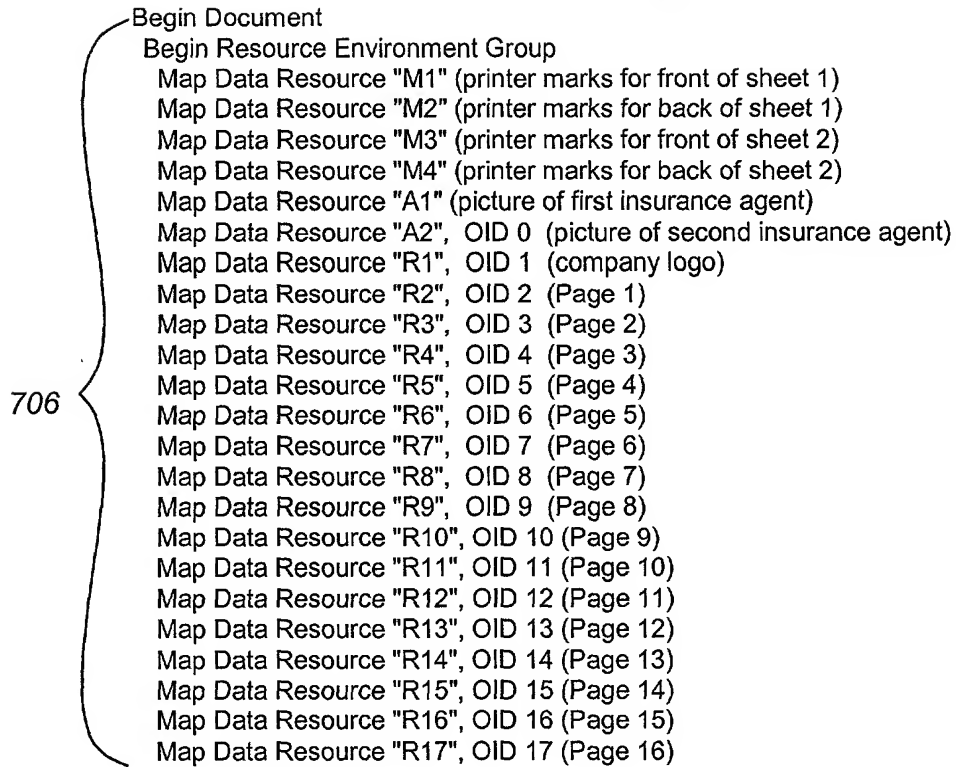 Begin Document
Begin Resource Environment Group
Map Data Resource "M1" (printer marks for front of sheet 1)
Map Data Resource "M2" (printer marks for back of sheet 1)
Map Data Resource "M3" (printer marks for front of sheet 2)
Map Data Resource "M4" (printer marks for back of sheet 2)
Map Data Resource "A1" (picture of first insurance agent)
Map Data Resource "A2", OID 0 (picture of second insurance agent)
Map Data Resource "R1", OID 1 (company logo)
Map Data Resource "R2", OID 2 (Page 1)
Map Data Resource "R3", OID 3 (Page 2)
Map Data Resource "R4", OID 4 (Page 3)
Map Data Resource "R5", OID 5 (Page 4)
706
Map Data Resource "R6", OID 6 (Page 5)
Map Data Resource "R7", OID 7 (Page 6)
Map Data Resource "R8", OID 8 (Page 7)
Map Data Resource "R9", OID 9 (Page 8)
Map Data Resource "R10", OID 10 (Page 9)
Map Data Resource "R11", OID 11 (Page 10)
Map Data Resource "R12", OID 12 (Page 11)
Map Data Resource "R13", OID 13 (Page 12)
Map Data Resource "R14", OID 14 (Page 13)
Map Data Resource "R15", OID 15 (Page 14)
Map Data Resource "R16", OID 16 (Page 15)
Map Data Resource "R17", OID 17 (Page 16)